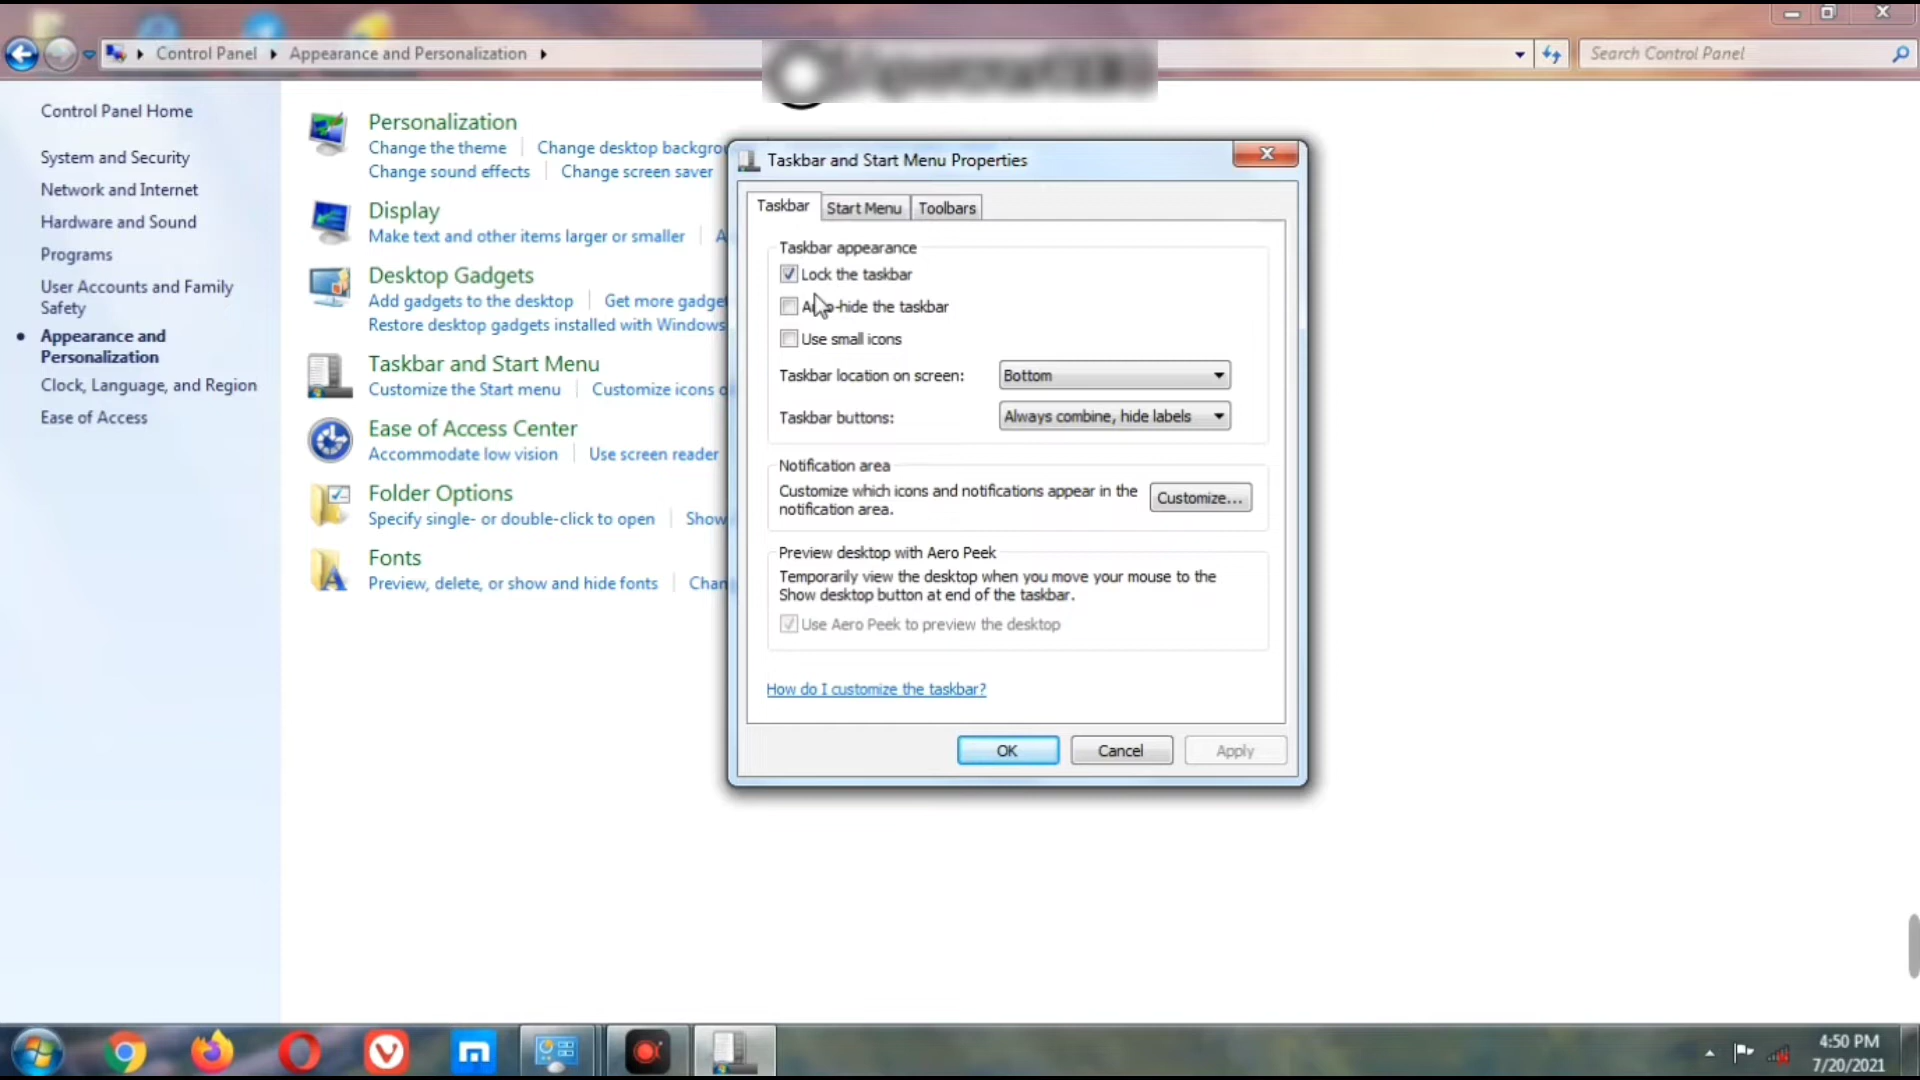 Control Panel
Appearance and Personalization
Search Control Panel
Control Panel Home
System and Security
Network and Internet
Hardware and Sound
Programs
User Accounts and Family
Safety
Appearance and
Personalization
Clock, Language, and Region
Ease of Access
Personalization
Change the theme
Change desktop backgrou
Change sound effects
Change screen saver
Display
Make text and other items larger or smaller
A
Desktop Gadgets
Add gadgets to the desktop
Get more gadget
Restore desktop gadgets installed with Windows
Taskbar and Start Menu
Customize the Start menu
Customize icons o
Ease of Access Center
Accommodate low vision
Use screen reader
Folder Options
Specify single- or double-click to open
Show
Fonts
Preview, delete, or show and hide fonts
Chan
Taskbar and Start Menu Properties
Taskbar
Start Menu
Toolbars
Taskbar appearance
Lock the taskbar
Auto-hide the taskbar
Use small icons
Taskbar location on screen:
Bottom
Taskbar buttons:
Always combine, hide labels
Notification area
Customize which icons and notifications appear in the
notification area.
Customize...
Preview desktop with Aero Peek
Temporarily view the desktop when you move your mouse to the
Show desktop button at end of the taskbar.
Use Aero Peek to preview the desktop
How do I customize the taskbar?
OK
Cancel
Apply
4:50 PM
7/20/2021